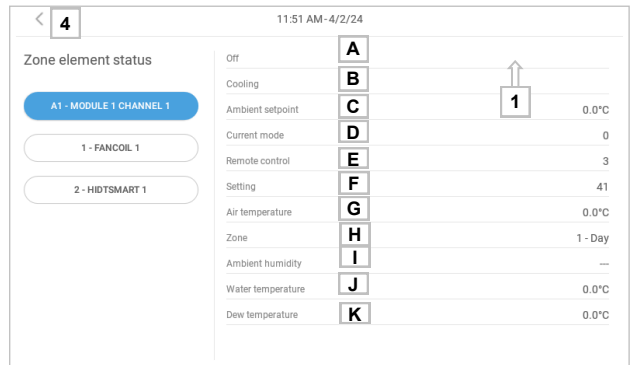 4
11:51 AM-4/2/24
Zone element status
A1 - MODULE 1 CHANNEL 1
1 - FANCOIL 1
2 - HIDTSMART 1
Off A
Cooling B
1
Ambient setpoint C 0.0°C
Current mode D 0
Remote control E 3
Setting F 41
Air temperature G 0.0°C
Zone H 1 - Day
Ambient humidity I —
Water temperature J 0.0°C
Dew temperature K 0.0°C